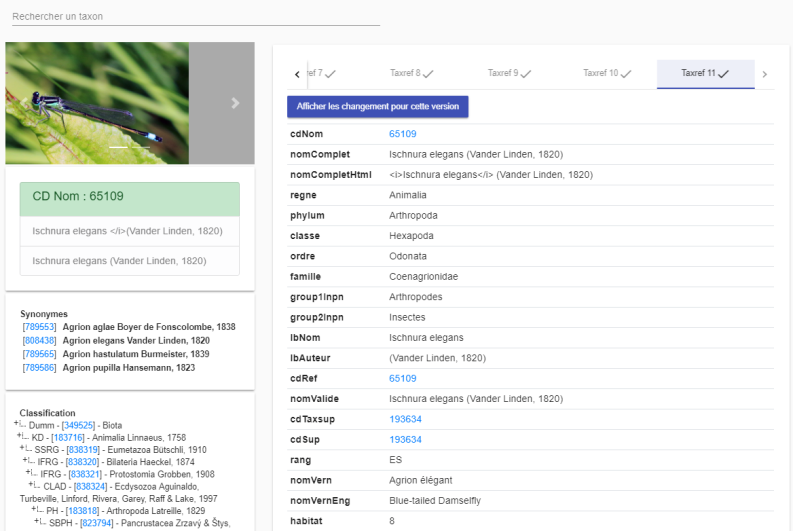 Rechercher un taxon
CD Nom : 65109
Ischnura elegans </i>(Vander Linden, 1820)
Ischnura elegans (Vander Linden, 1820)
Synonymes
[789553] Agrion aglae Boyer de Fonscolombe, 1838
[808438] Agrion elegans Vander Linden, 1820
[789565] Agrion hastulatum Burmeister, 1839
[789586] Agrion pupilla Hansemann, 1823
Classification
Dumm - [349525] - Biota
KD - [183716] - Animalia Linnaeus, 1758
SSRG - [838319] - Eumetazoa Bütschli, 1910
IFRG - [838320] - Bilateria Haeckel, 1874
IFRG - [838321] - Protostomia Grobben, 1908
CLAD - [838324] - Ecdysozoa Aguinaldo,
Turbeville, Linford, Rivera, Garey, Raff & Lake, 1997
PH - [183818] - Arthropoda Latreille, 1829
SBPH - [823794] - Pancrustacea Zrzavý & Štys,
ref 7 Taxref 8 Taxref 9 Taxref 10 Taxref 11
Afficher les changement pour cette version
cdNom 65109
nomComplet Ischnura elegans (Vander Linden, 1820)
nomCompletHtml <i>Ischnura elegans</i> (Vander Linden, 1820)
regne Animalia
phylum Arthropoda
classe Hexapoda
ordre Odonata
famille Coenagrionidae
group1Inpn Arthropodes
group2Inpn Insectes
lbNom Ischnura elegans
lbAuteur (Vander Linden, 1820)
cdRef 65109
nomValide Ischnura elegans (Vander Linden, 1820)
cdTaxsup 193634
cdSup 193634
rang ES
nomVern Agrion élégant
nomVernEng Blue-tailed Damselfly
habitat 8